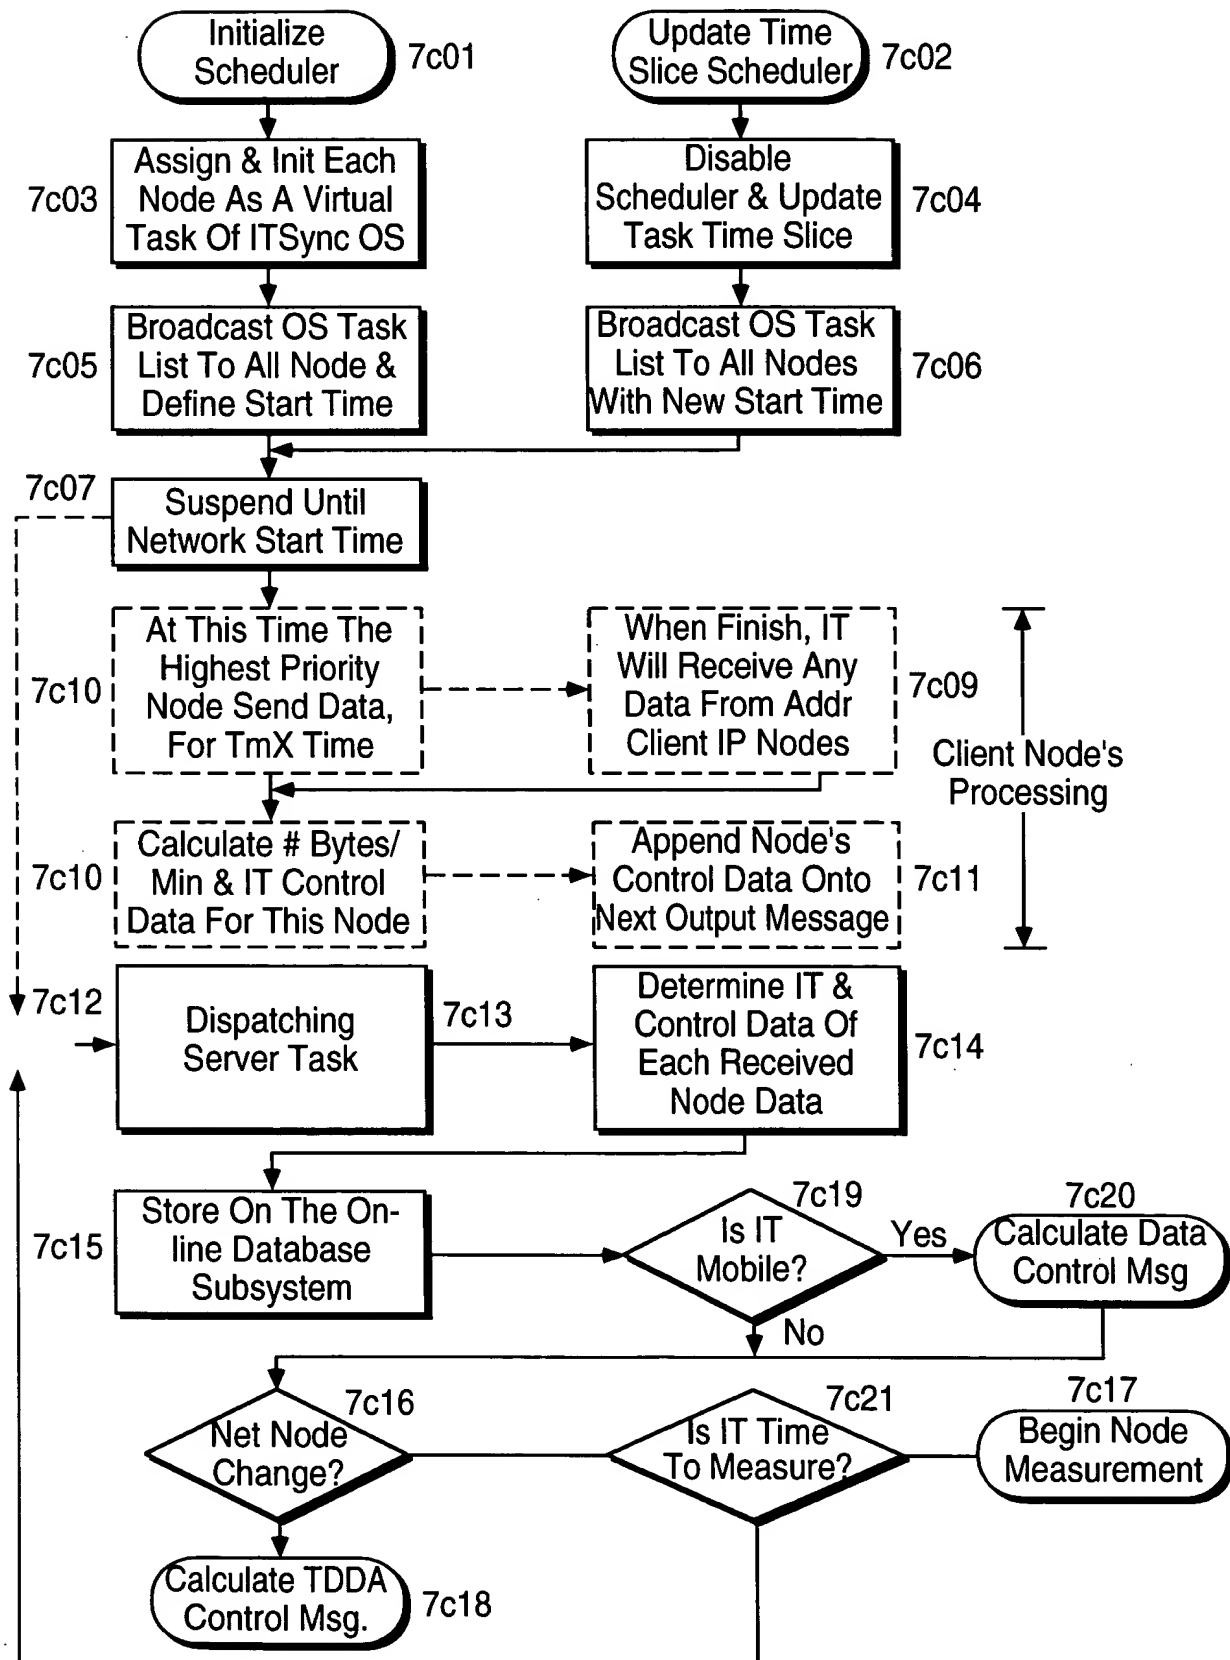 Initialize
Scheduler
7c01
Update Time
Slice Scheduler
7c02
7c03
Assign & Init Each
Node As A Virtual
Task Of ITSync OS
Disable
Scheduler & Update
Task Time Slice
7c04
7c05
Broadcast OS Task
List To All Node &
Define Start Time
Broadcast OS Task
List To All Nodes
With New Start Time
7c06
7c07
Suspend Until
Network Start Time
7c10
At This Time The
Highest Priority
Node Send Data,
For TmX Time
When Finish, IT
Will Receive Any
Data From Addr
Client IP Nodes
7c09
Client Node's
Processing
7c10
Calculate # Bytes/
Min & IT Control
Data For This Node
Append Node's
Control Data Onto
Next Output Message
7c11
7c12
Dispatching
Server Task
7c13
Determine IT &
Control Data Of
Each Received
Node Data
7c14
7c15
Store On The On-
line Database
Subsystem
7c19
Is IT
Mobile?
Yes
No
7c20
Calculate Data
Control Msg
7c16
Net Node
Change?
7c21
Is IT Time
To Measure?
7c17
Begin Node
Measurement
Calculate TDDA
Control Msg.
7c18